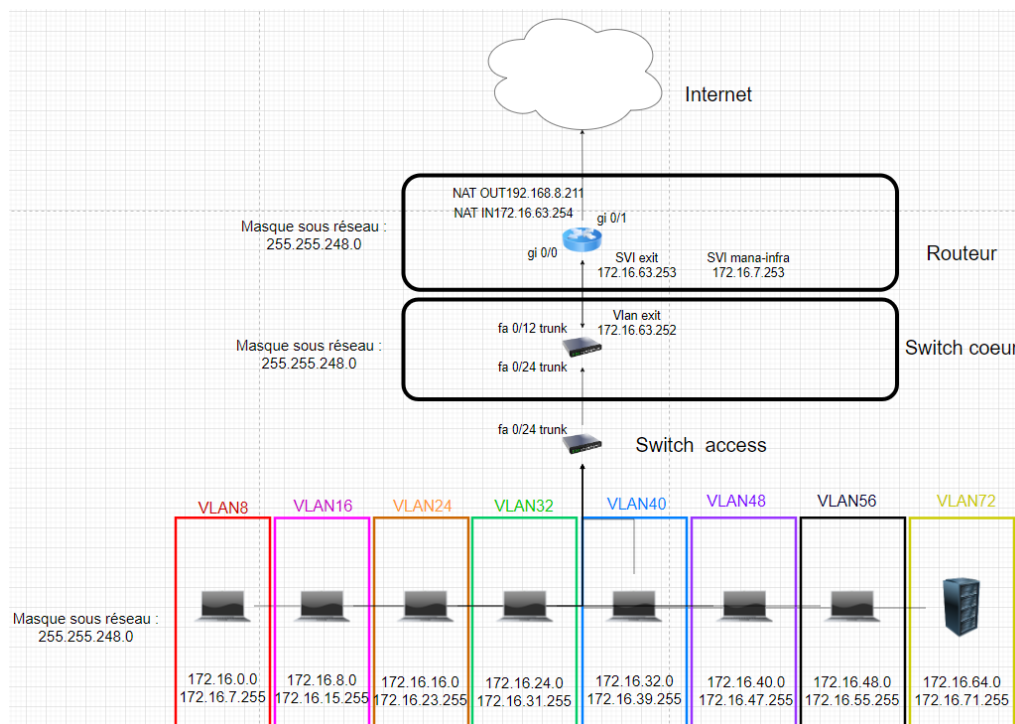 Internet
NAT OUT192.168.8.211
NAT IN172.16.63.254
gi 0/1
Masque sous réseau :
255.255.248.0
gi 0/0
SVI exit
172.16.63.253
SVI mana-infra
172.16.7.253
Routeur
Vlan exit
172.16.63.252
fa 0/12 trunk
Masque sous réseau :
255.255.248.0
Switch coeur
fa 0/24 trunk
fa 0/24 trunk
Switch access
VLAN8
VLAN16
VLAN24
VLAN32
VLAN40
VLAN48
VLAN56
VLAN72
Masque sous réseau :
255.255.248.0
172.16.0.0
172.16.7.255
172.16.8.0
172.16.15.255
172.16.16.0
172.16.23.255
172.16.24.0
172.16.31.255
172.16.32.0
172.16.39.255
172.16.40.0
172.16.47.255
172.16.48.0
172.16.55.255
172.16.64.0
172.16.71.255